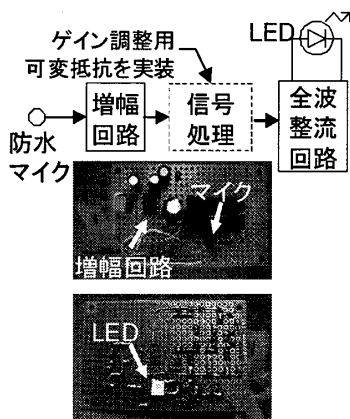 LED
ゲイン調整用
可変抵抗を実装
防水
マイク
増幅
回路
信号
処理
全波
整流
回路
マイク
増幅回路
LED